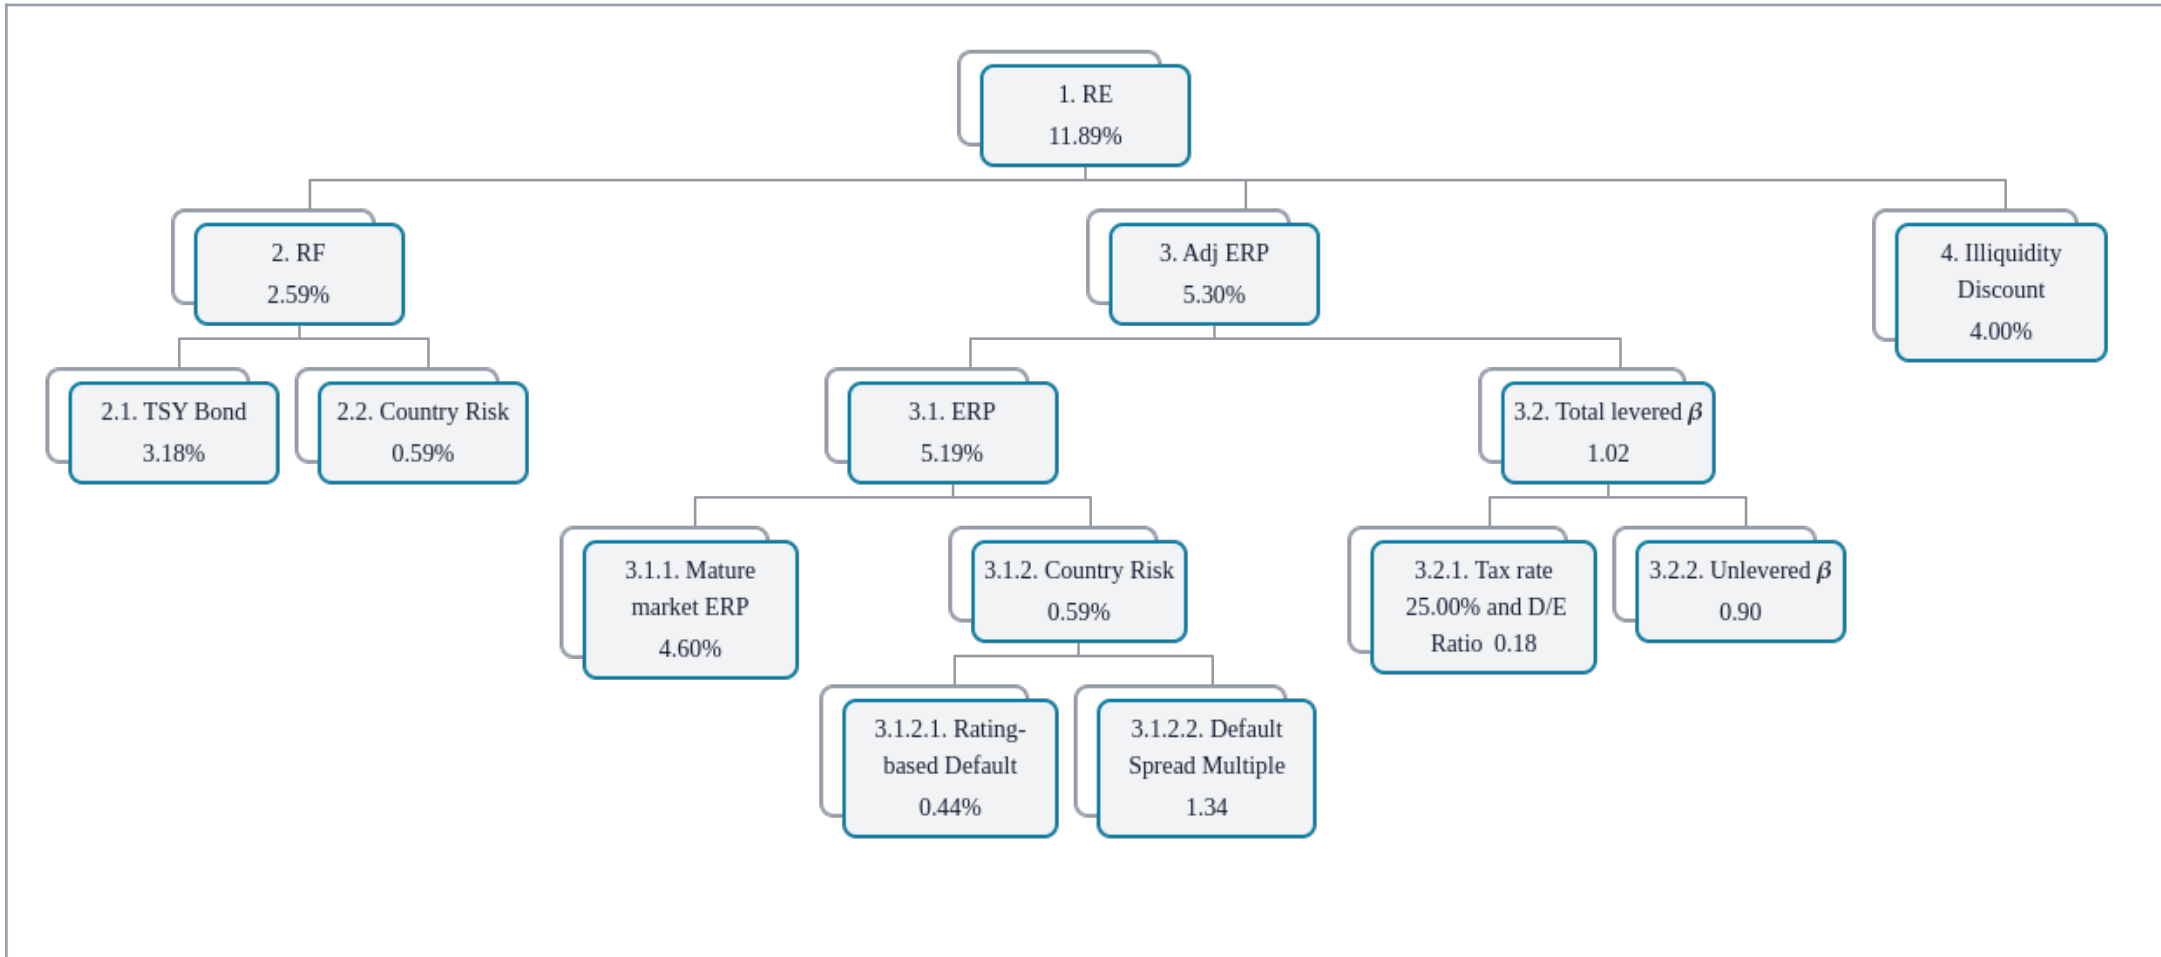 1. RE
11.89%
2. RF
2.59%
3. Adj ERP
5.30%
4. Illiquidity
Discount
4.00%
2.1. TSY Bond
3.18%
2.2. Country Risk
0.59%
3.1. ERP
5.19%
3.2. Total levered β
1.02
3.1.1. Mature
market ERP
4.60%
3.1.2. Country Risk
0.59%
3.2.1. Tax rate
25.00% and D/E
Ratio 0.18
3.2.2. Unlevered β
0.90
3.1.2.1. Rating-
based Default
0.44%
3.1.2.2. Default
Spread Multiple
1.34